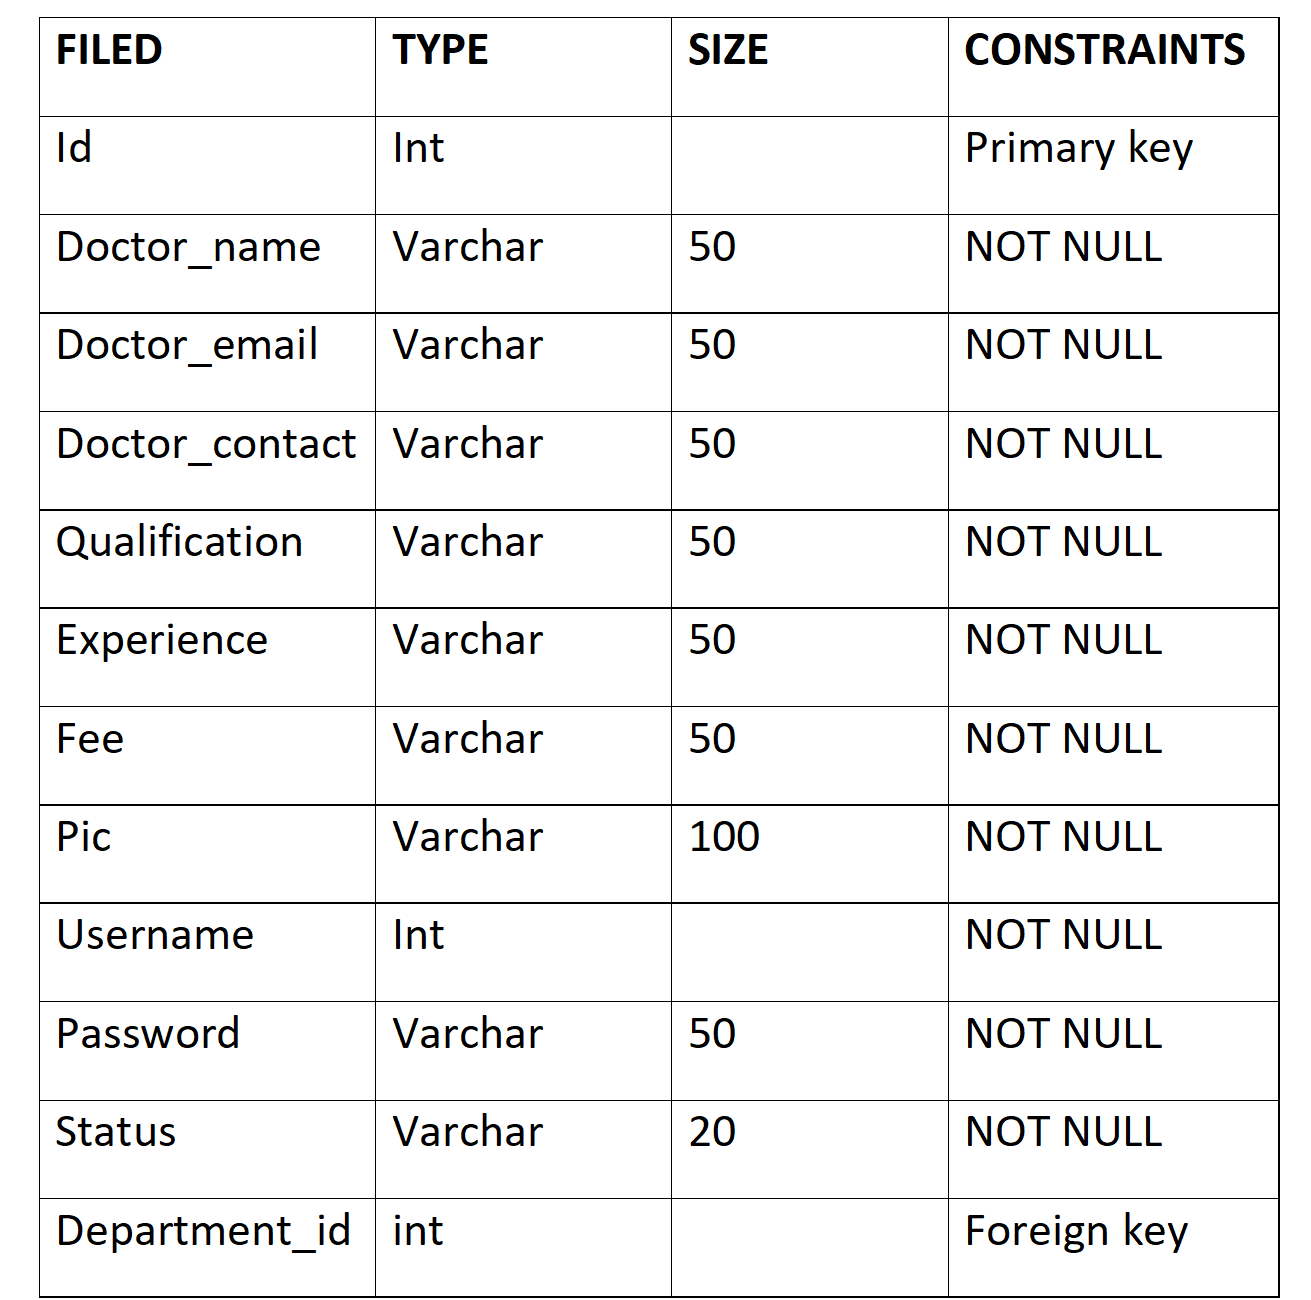 FILED TYPE SIZE CONSTRAINTS
Id Int Primary key
Doctor_name Varchar 50 NOT NULL
Doctor_email Varchar 50 NOT NULL
Doctor_contact Varchar 50 NOT NULL
Qualification Varchar 50 NOT NULL
Experience Varchar 50 NOT NULL
Fee Varchar 50 NOT NULL
Pic Varchar 100 NOT NULL
Username Int NOT NULL
Password Varchar 50 NOT NULL
Status Varchar 20 NOT NULL
Department_id int Foreign key